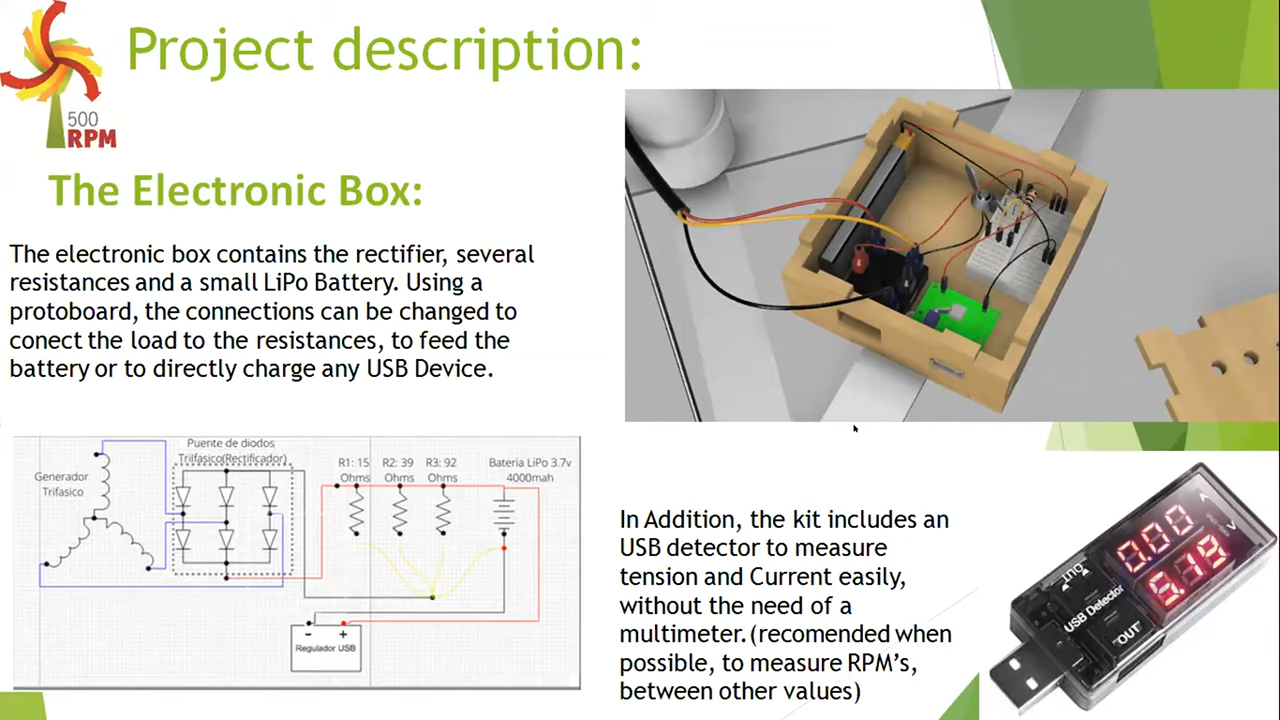 Project description:
500
RPM
The Electronic Box:
The electronic box contains the rectifier, several
resistances and a small LiPo Battery. Using a
protoboard, the connections can be changed to
conect the load to the resistances, to feed the
battery or to directly charge any USB Device.
Puente de diodos
Trilfasico(Rectificador)
Generador
Trifasico
R1: 15
Ohms
R2: 39
Ohms
R3: 92
Ohms
Bateria LiPo 3.7v
4000mah
- +
Regulador USB
In Addition, the kit includes an
USB detector to measure
tension and Current easily,
without the need of a
multimeter.(recomended when
possible, to measure RPM's,
between other values)
0.00
A
5.19
V
USB Detector
"OUT"